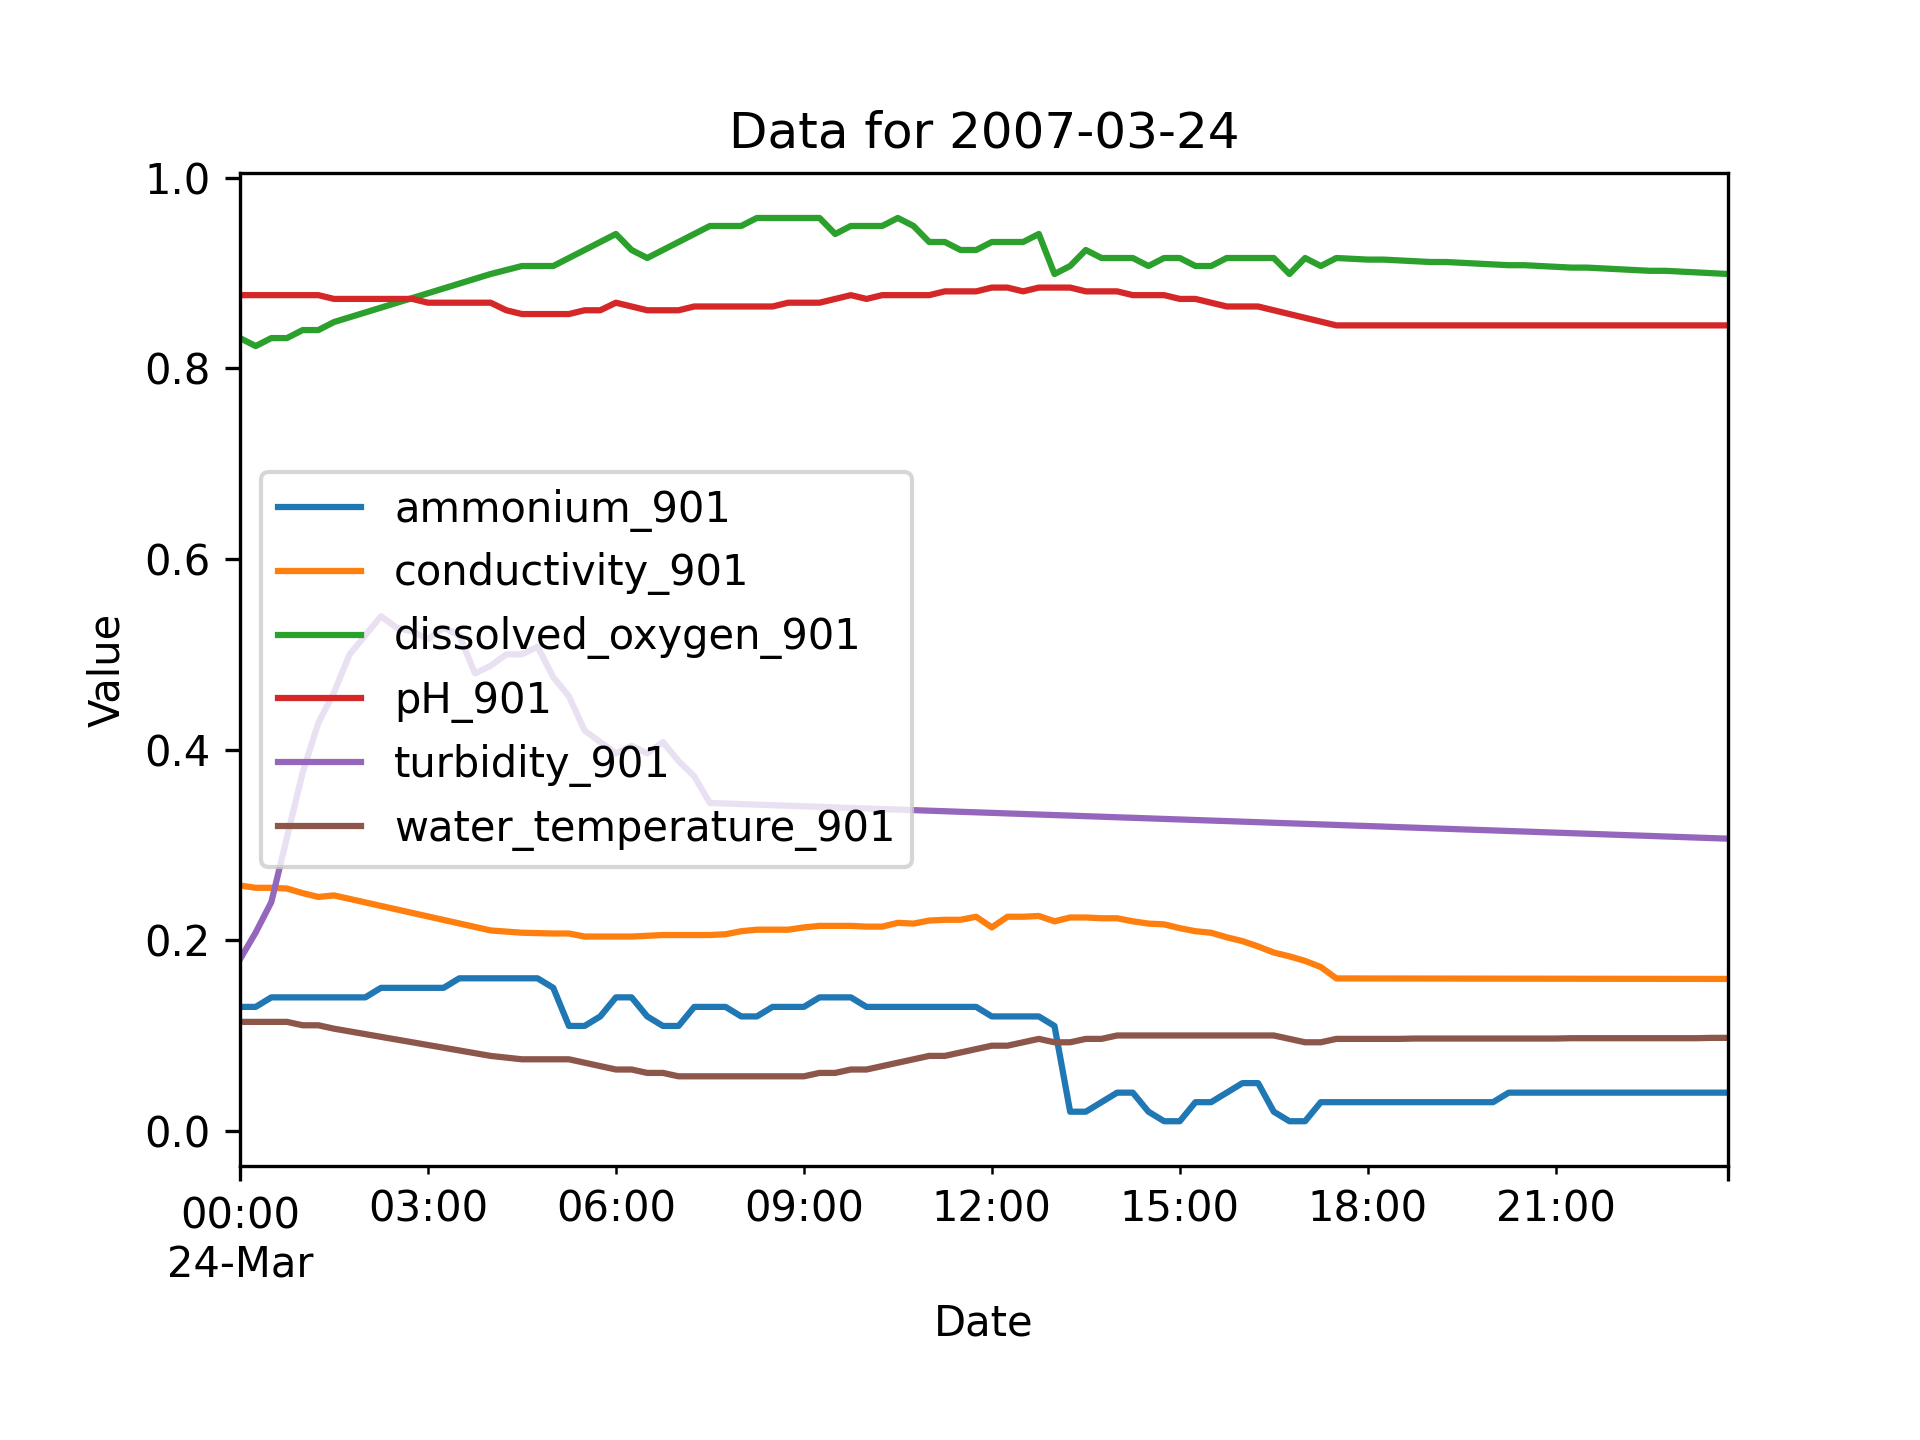 Data for 2007-03-24
1.0
0.8
0.6
0.4
0.2
0.0
Value
ammonium_901
conductivity_901
dissolved_oxygen_901
pH_901
turbidity_901
water_temperature_901
00:00 03:00 06:00 09:00 12:00 15:00 18:00 21:00
24-Mar
Date